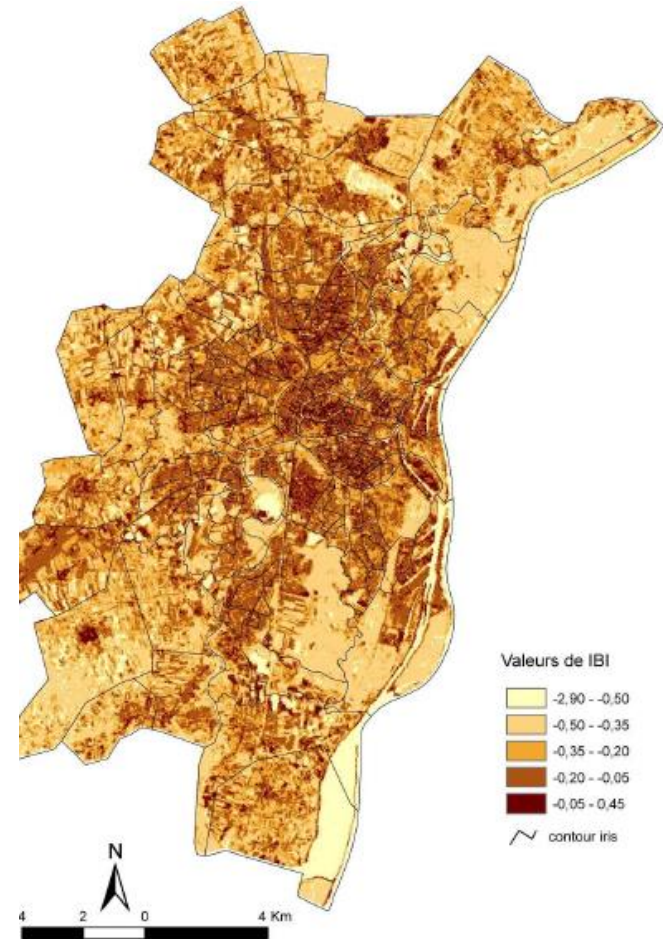 Valeurs de IBI
-2,90 - -0,50
-0,50 - -0,35
-0,35 - -0,20
-0,20 - -0,05
-0,05 - 0,45
contour iris
N
4 2 0 4 Km